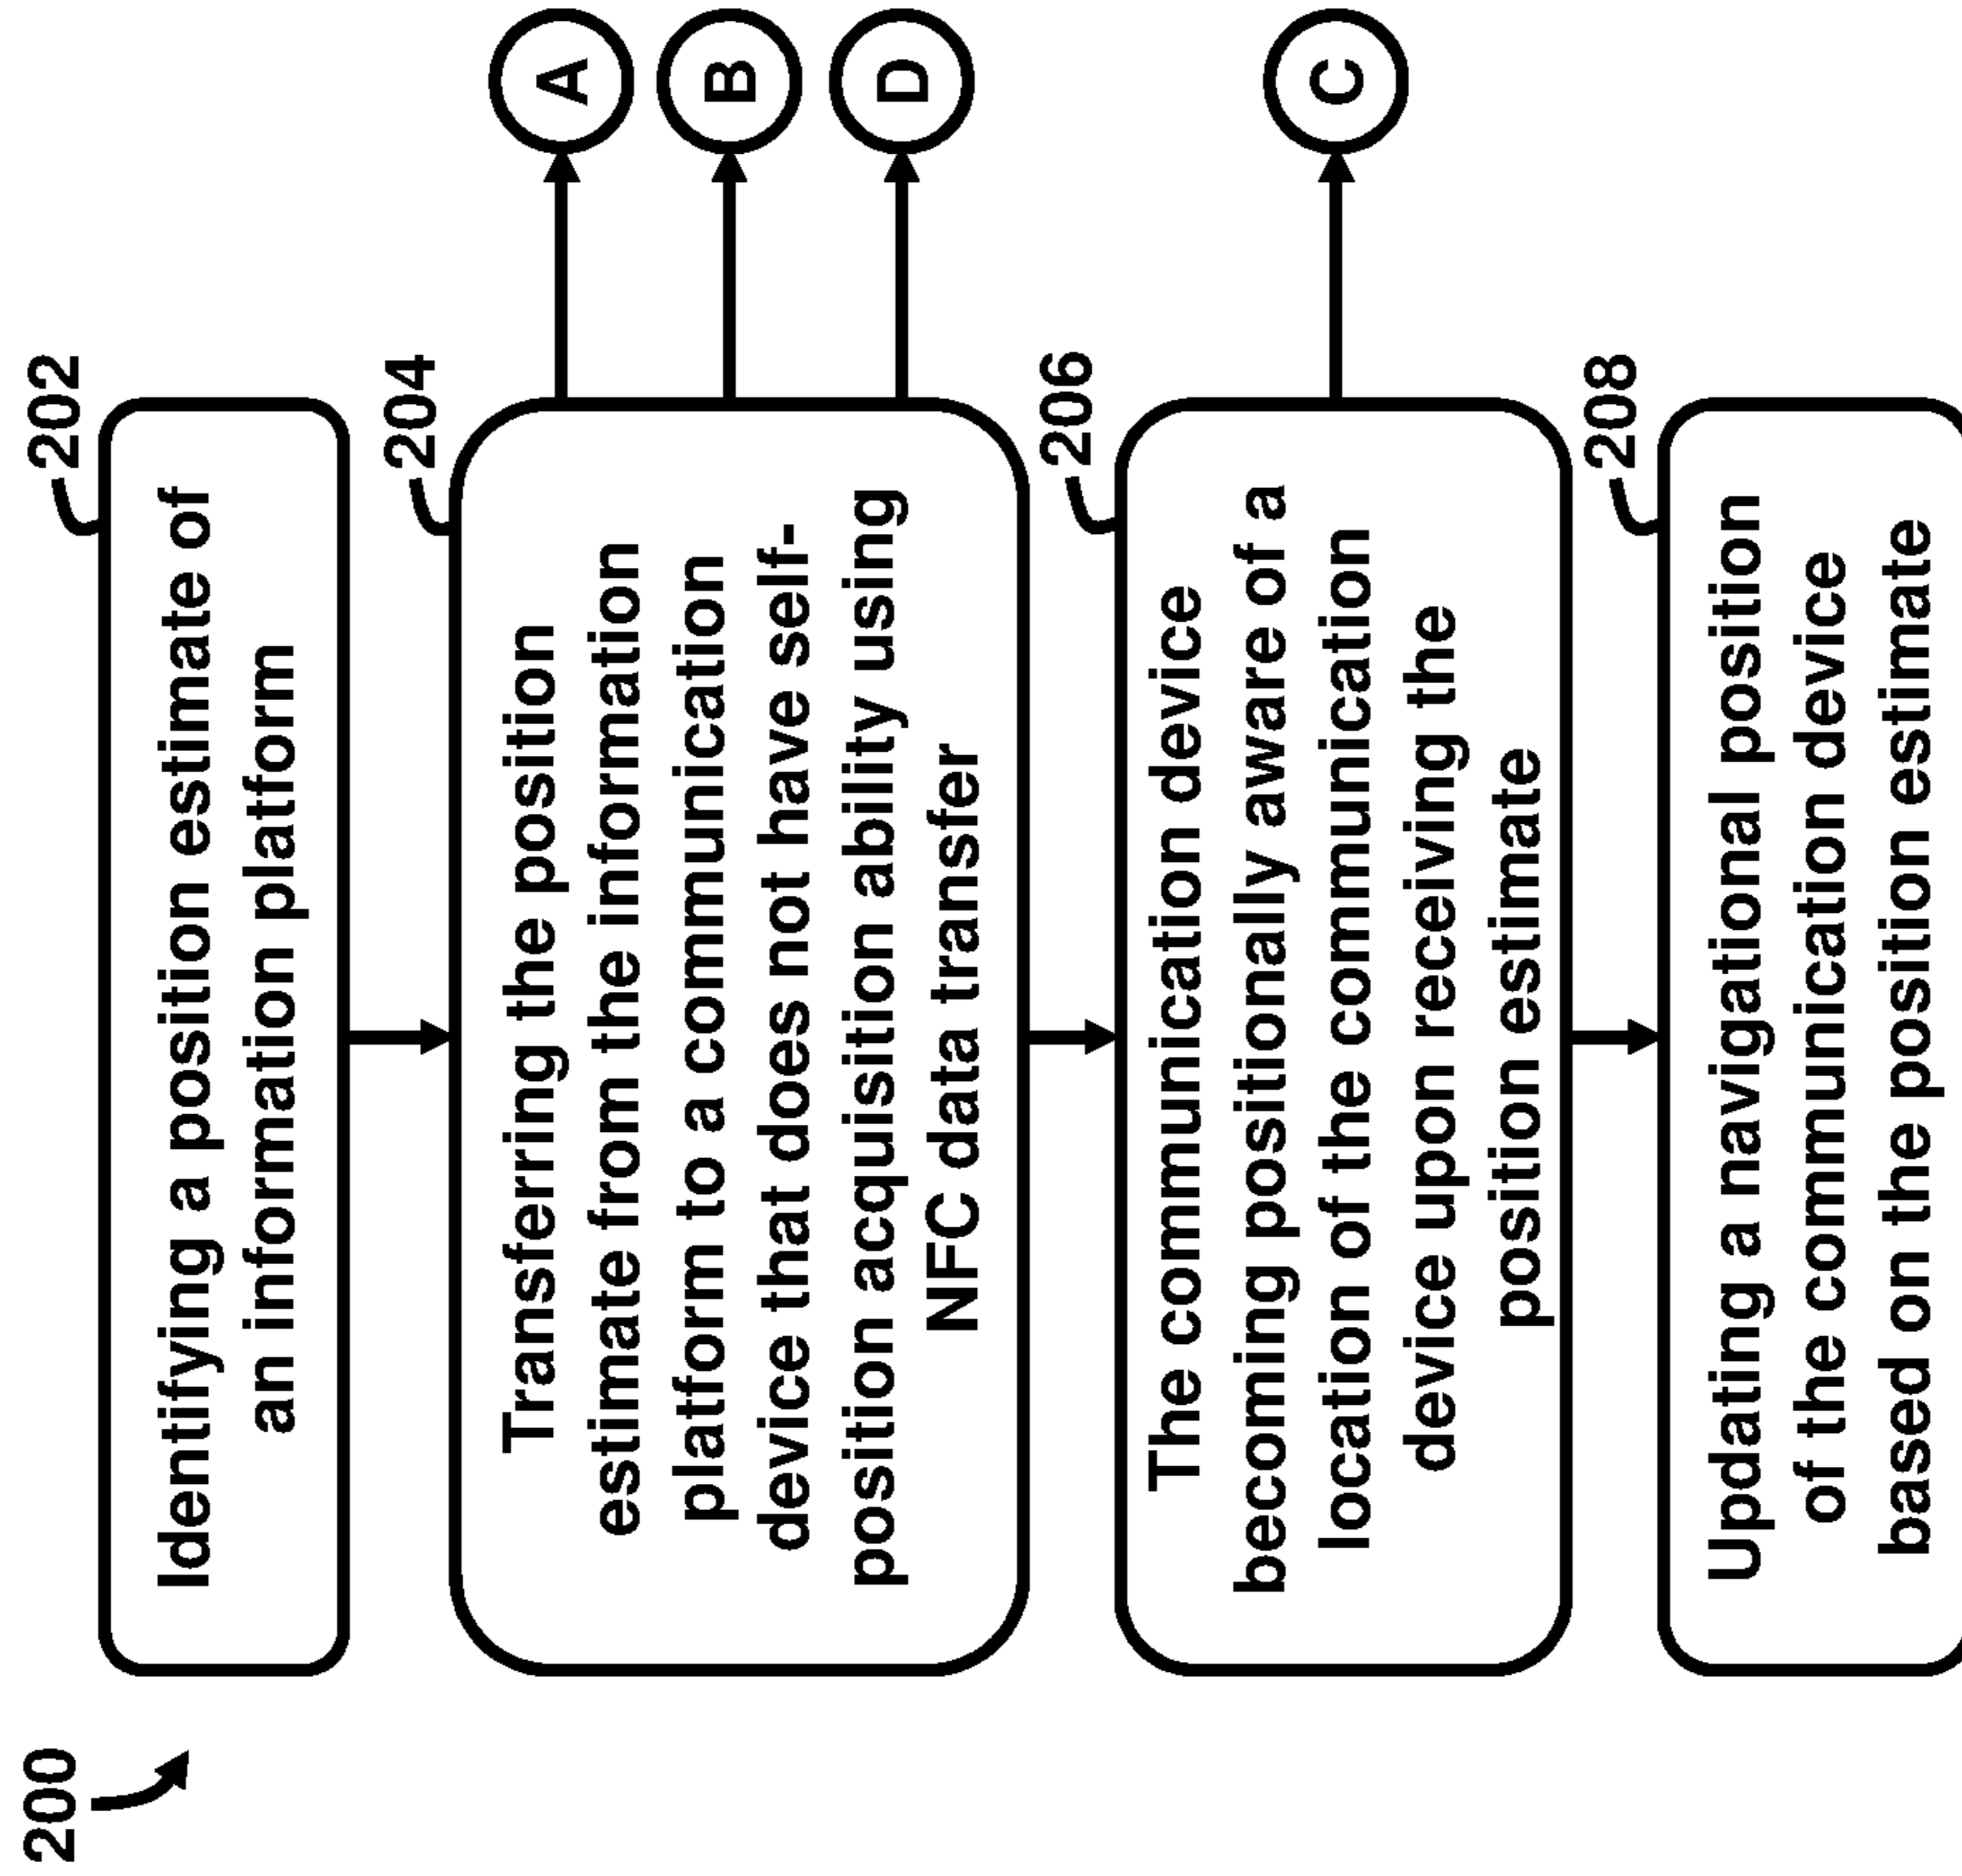 200
202
Identifying a position estimate of
an information platform
204
Transferring the position
estimate from the information
platform to a communication
device that does not have self-
position acquisition ability using
NFC data transfer
A
B
D
206
The communication device
becoming positionally aware of a
location of the communication
device upon receiving the
position estimate
C
208
Updating a navigational position
of the communication device
based on the position estimate